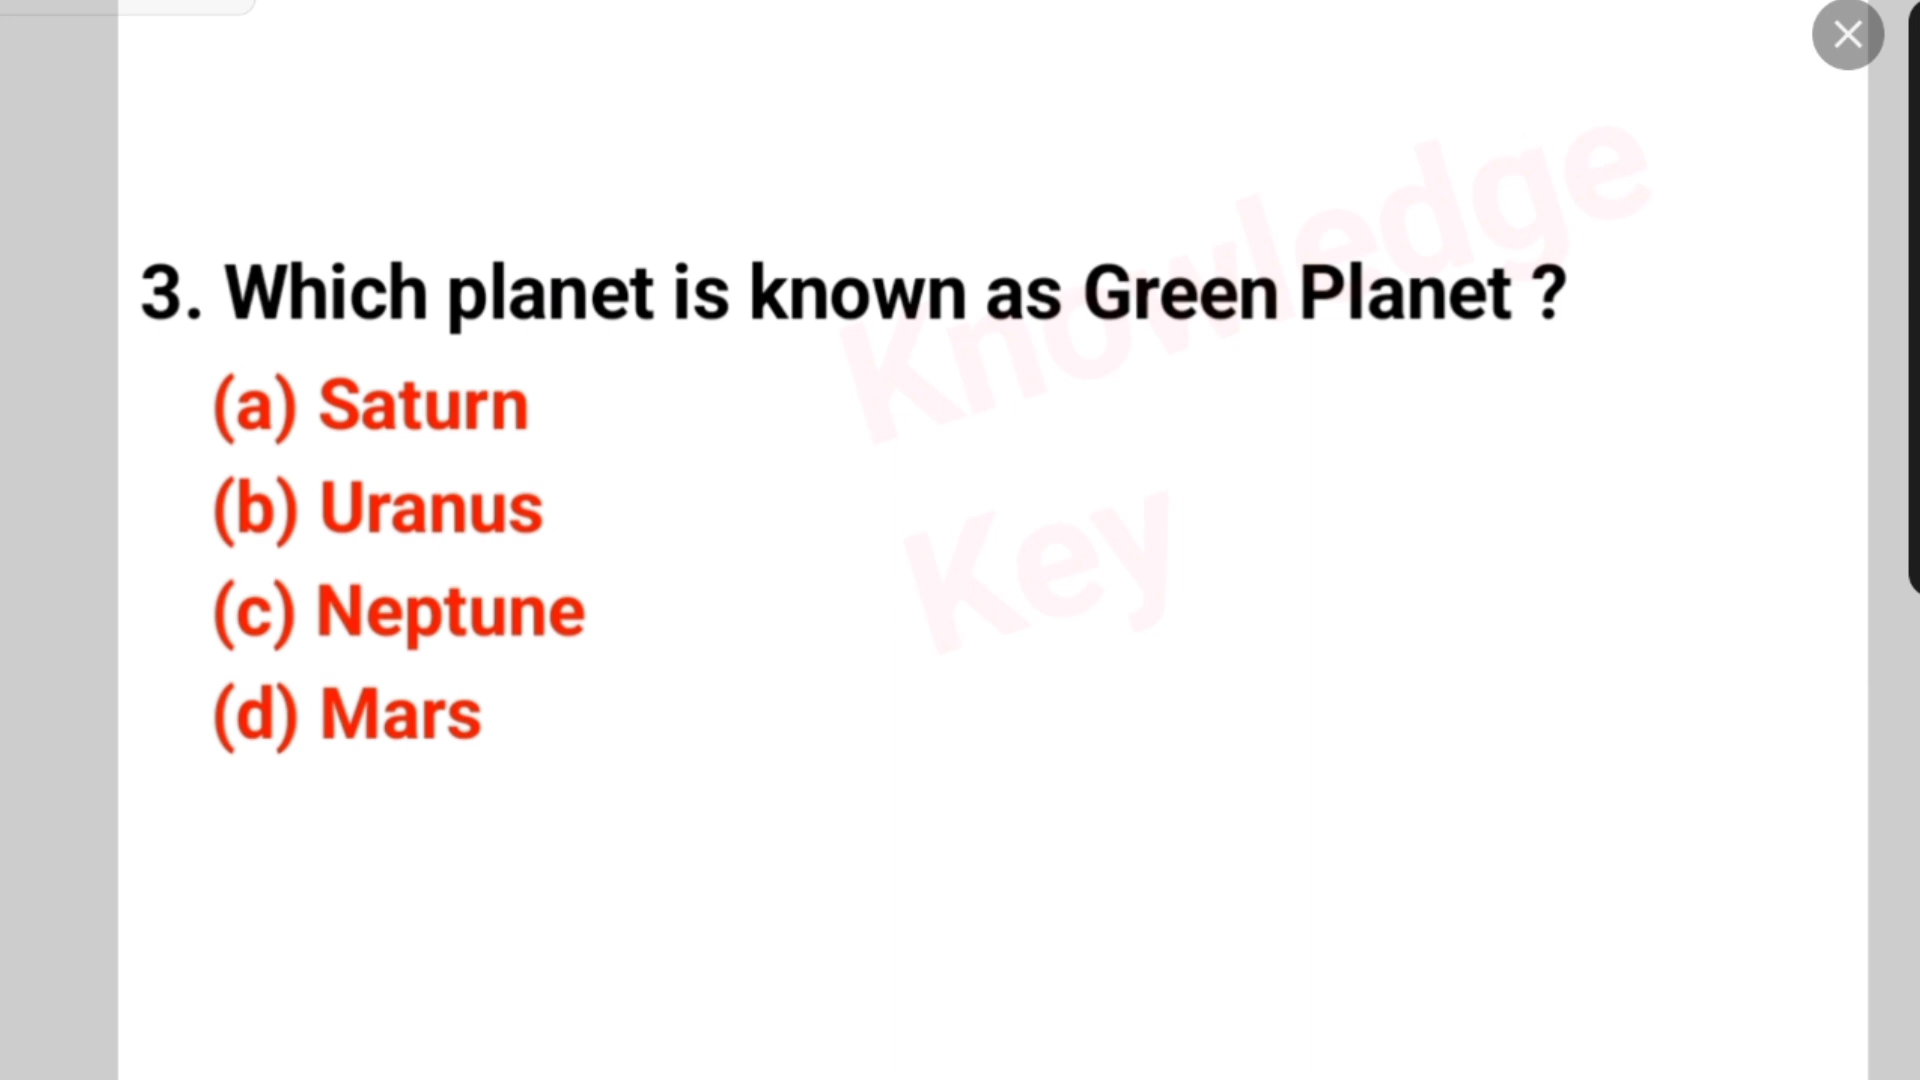 3. Which planet is known as Green Planet ?
(a) Saturn
(b) Uranus
(c) Neptune
(d) Mars
Knowledge
Key